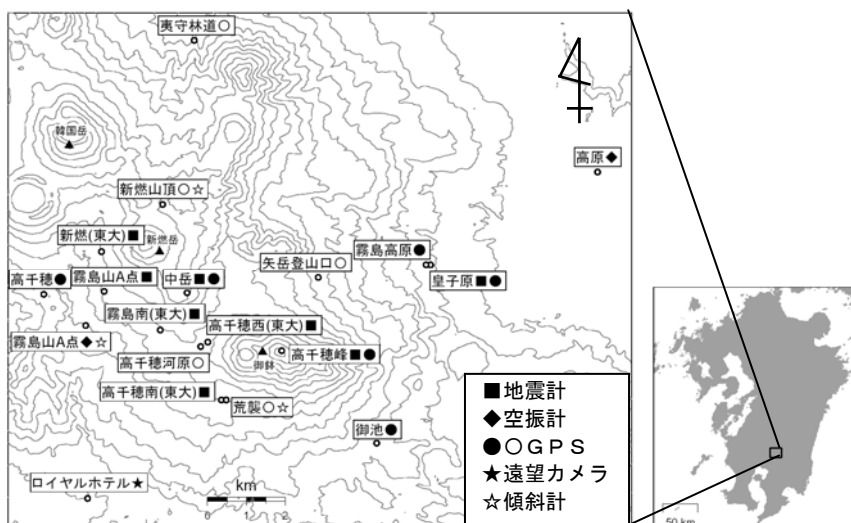 夷守林道○
韓国岳
高原◆
新燃山頂○☆
新燃(東大)■
新燃岳
矢岳登山口○
霧島高原●
皇子原■●
高千穂●
霧島山A点■
中岳■●
霧島南(東大)■
高千穂西(東大)■
霧島山A点◆☆
高千穂河原○
御鉢
高千穂峰■●
高千穂南(東大)■
荒襲○☆
御池●
ロイヤルホテル★
km
0 1 2
■地震計
◆空振計
●○GPS
★遠望カメラ
☆傾斜計
50 km